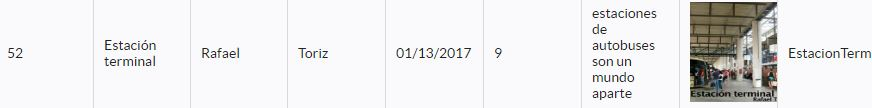 52
Estación
terminal
Rafael
Toriz
01/13/2017
9
estaciones
de
autobuses
son un
mundo
aparte
Estación terminal
Rafael T
EstacionTerm